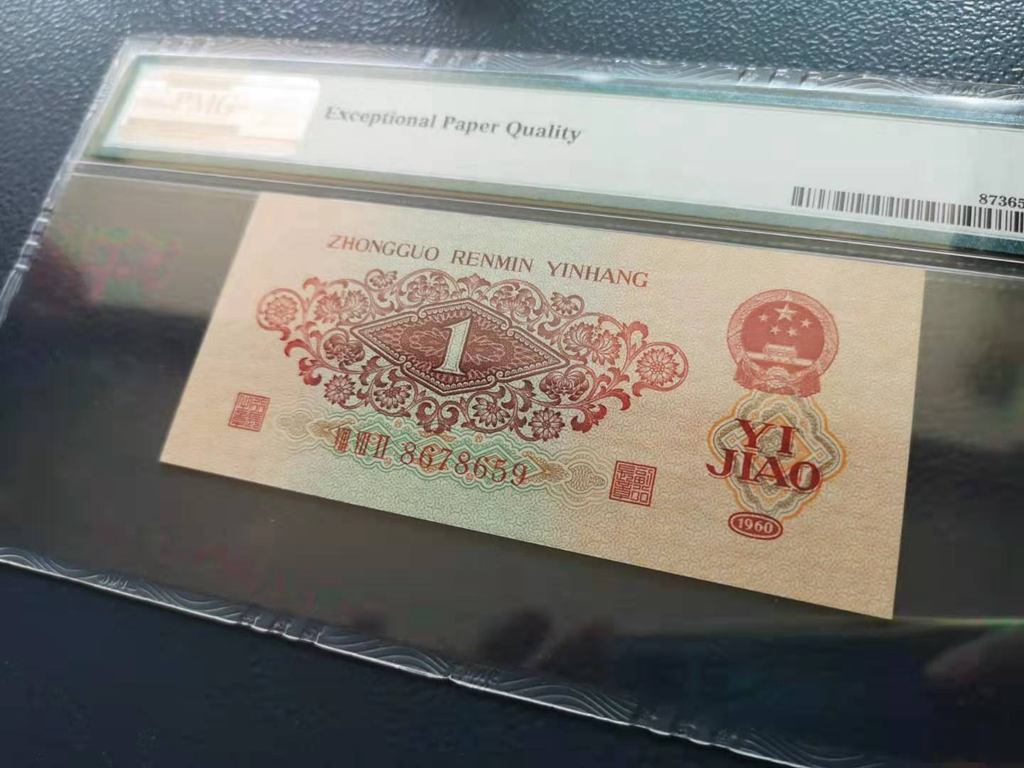 PMG
Exceptional Paper Quality
87365
ZHONGGUO RENMIN YINHANG
1
8678659
YI
JIAO
1960